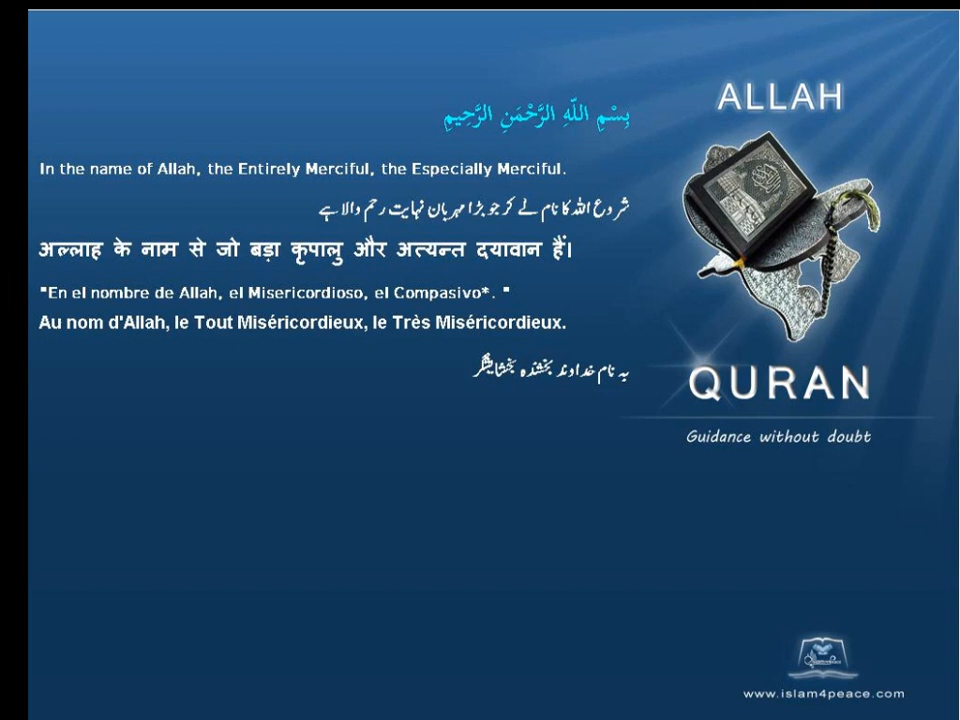 بِسْمِ اللّهِ الرَّحْمَنِ الرَّحِيمِ
In the name of Allah, the Entirely Merciful, the Especially Merciful.
شروع الله کا نام لے کر جو بڑا مہربان نہایت رحم والا ہے
अल्लाह के नाम से जो बड़ा कृपालु और अत्यन्त दयावान हैं।
"En el nombre de Allah, el Misericordioso, el Compasivo*. "
Au nom d'Allah, le Tout Miséricordieux, le Très Miséricordieux.
به نام خداوند بخشنده بخشایشگر
ALLAH
QURAN
Guidance without doubt
www.islam4peace.com